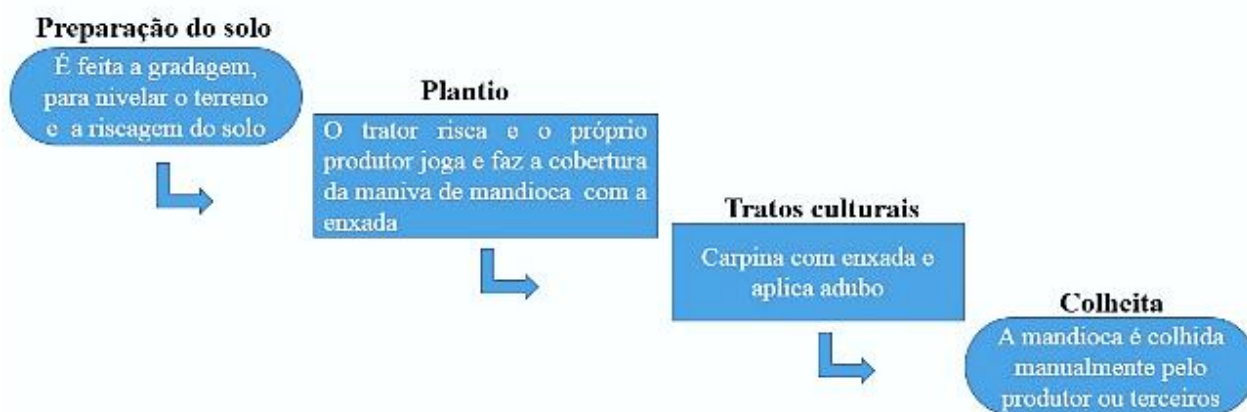 Preparação do solo
É feita a gradagem,
para nivelar o terreno
e a riscagem do solo
Plantio
O trator risca e o próprio
produtor joga e faz a cobertura
da maniva de mandioca com a
enxada
Tratos culturais
Carpina com enxada e
aplica adubo
Colheita
A mandioca é colhida
manualmente pelo
produtor ou terceiros